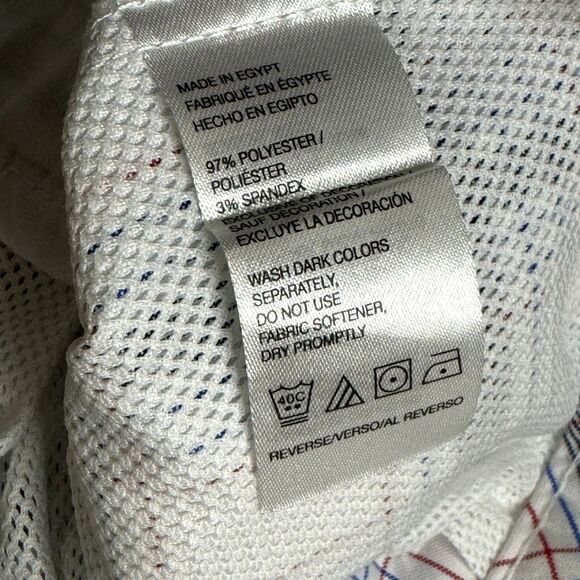 MADE IN EGYPT
FABRIQUÉ EN ÉGYPTE
HECHO EN EGIPTO
97% POLYESTER /
POLIÉSTER
3% SPANDEX
SAUF DÉCORATION /
EXCLUYE LA DECORACIÓN
WASH DARK COLORS
SEPARATELY,
DO NOT USE
FABRIC SOFTENER,
DRY PROMPTLY
40C
REVERSE/VERSO/AL REVERSO